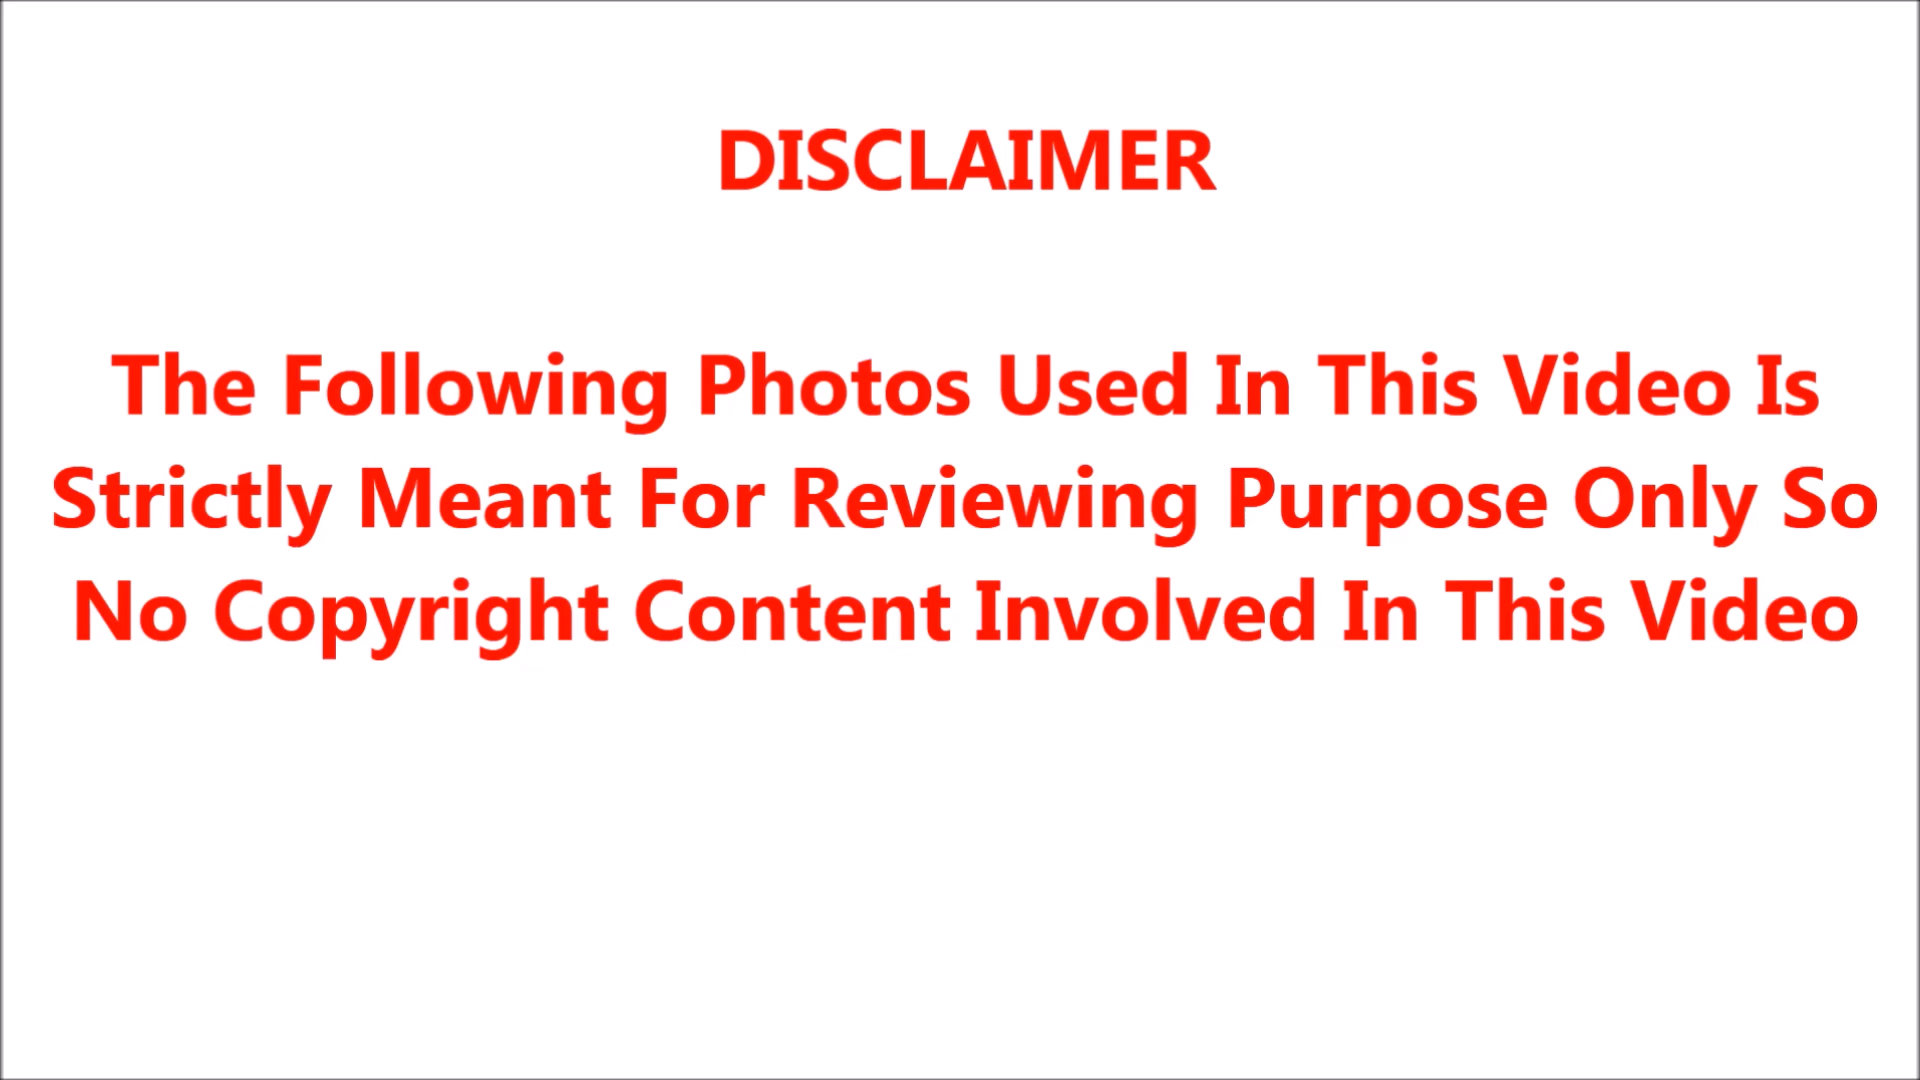 DISCLAIMER
The Following Photos Used In This Video Is
Strictly Meant For Reviewing Purpose Only So
No Copyright Content Involved In This Video